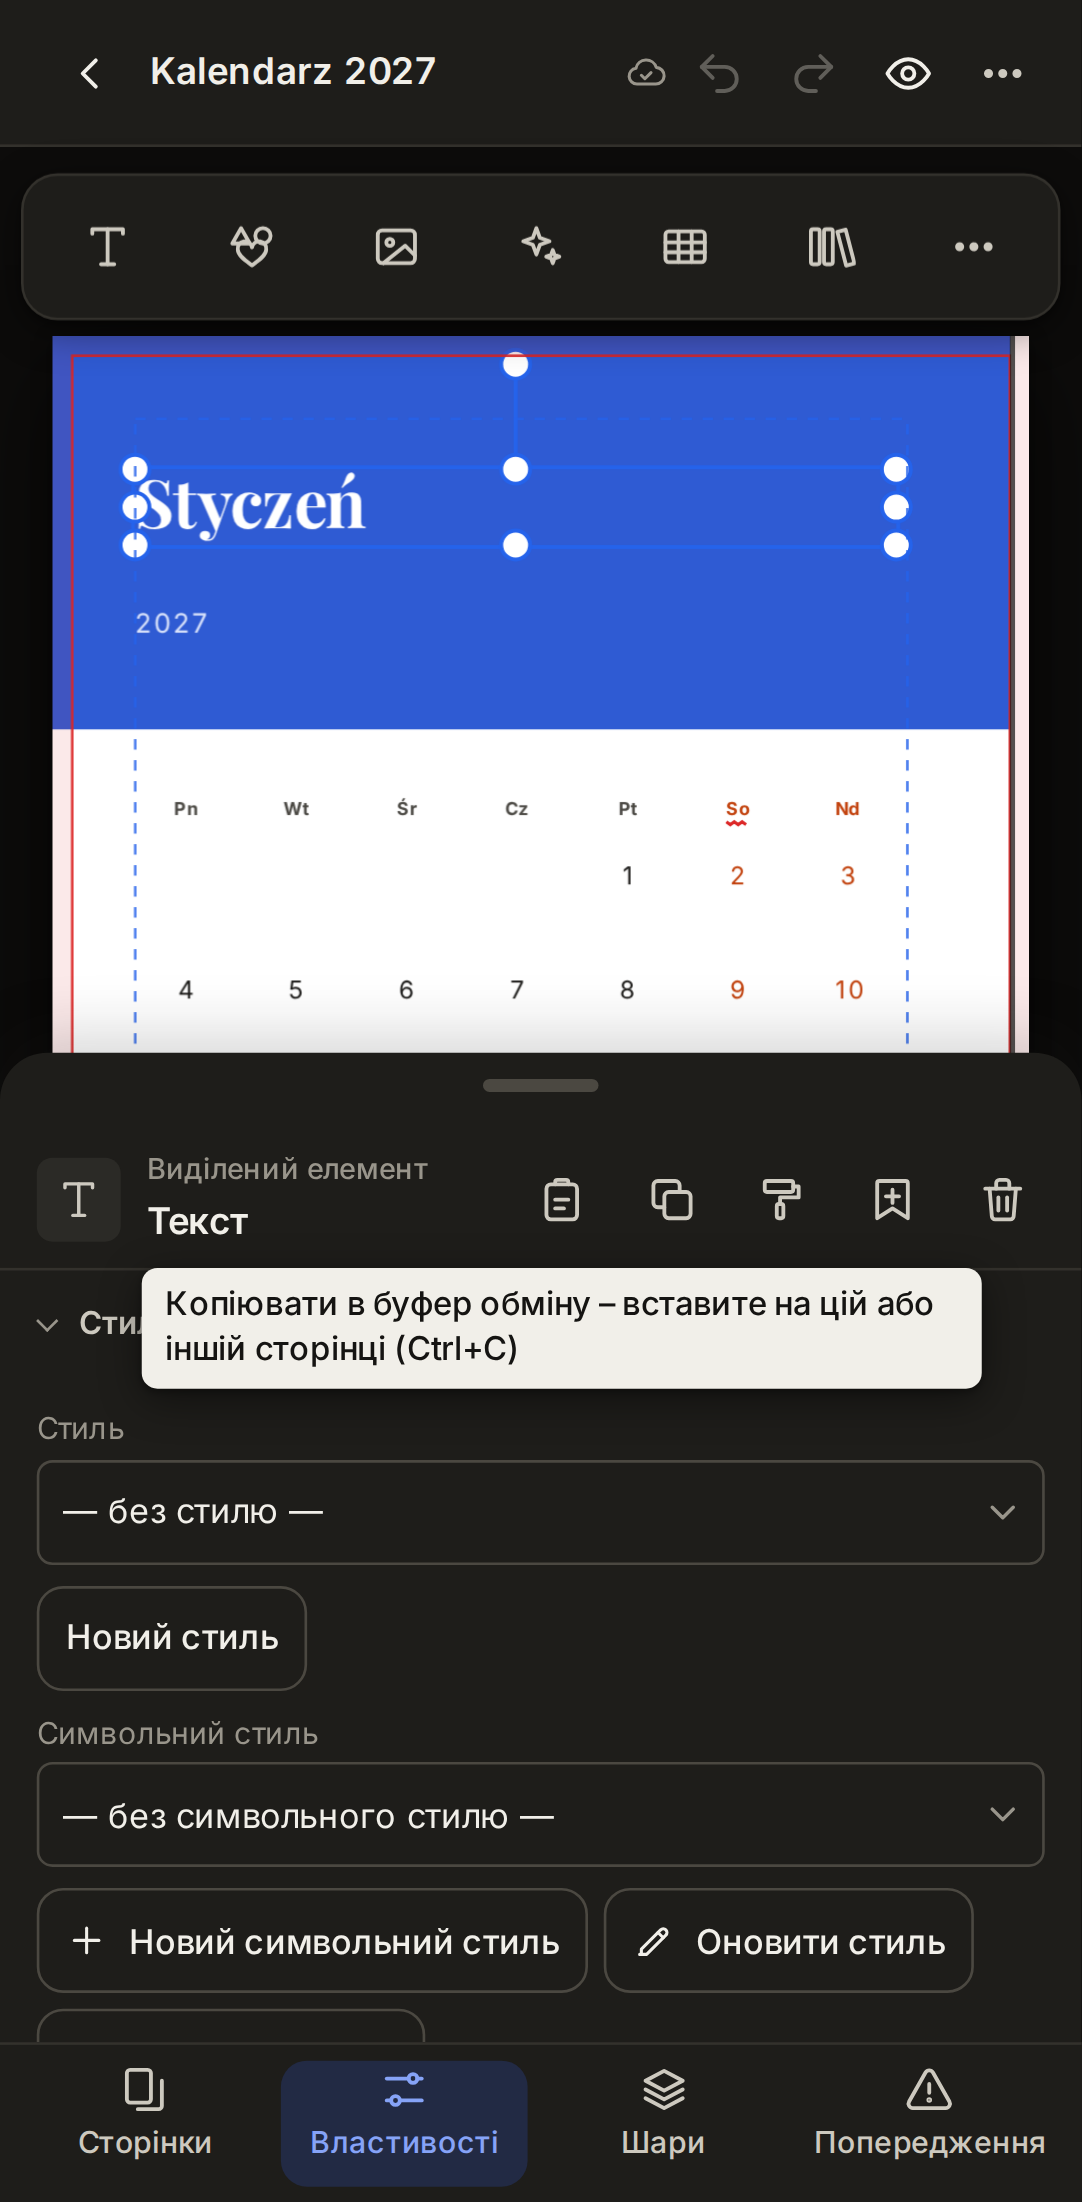 Kalendarz 2027
Styczeń
2027
Pn Wt Śr Cz Pt So Nd
1 2 3
4 5 6 7 8 9 10
Виділений елемент
Текст
Копіювати в буфер обміну – вставите на цій або
іншій сторінці (Ctrl+C)
Стиль
— без стилю —
Новий стиль
Символьний стиль
— без символьного стилю —
Новий символьний стиль Оновити стиль
Сторінки Властивості Шари Попередження